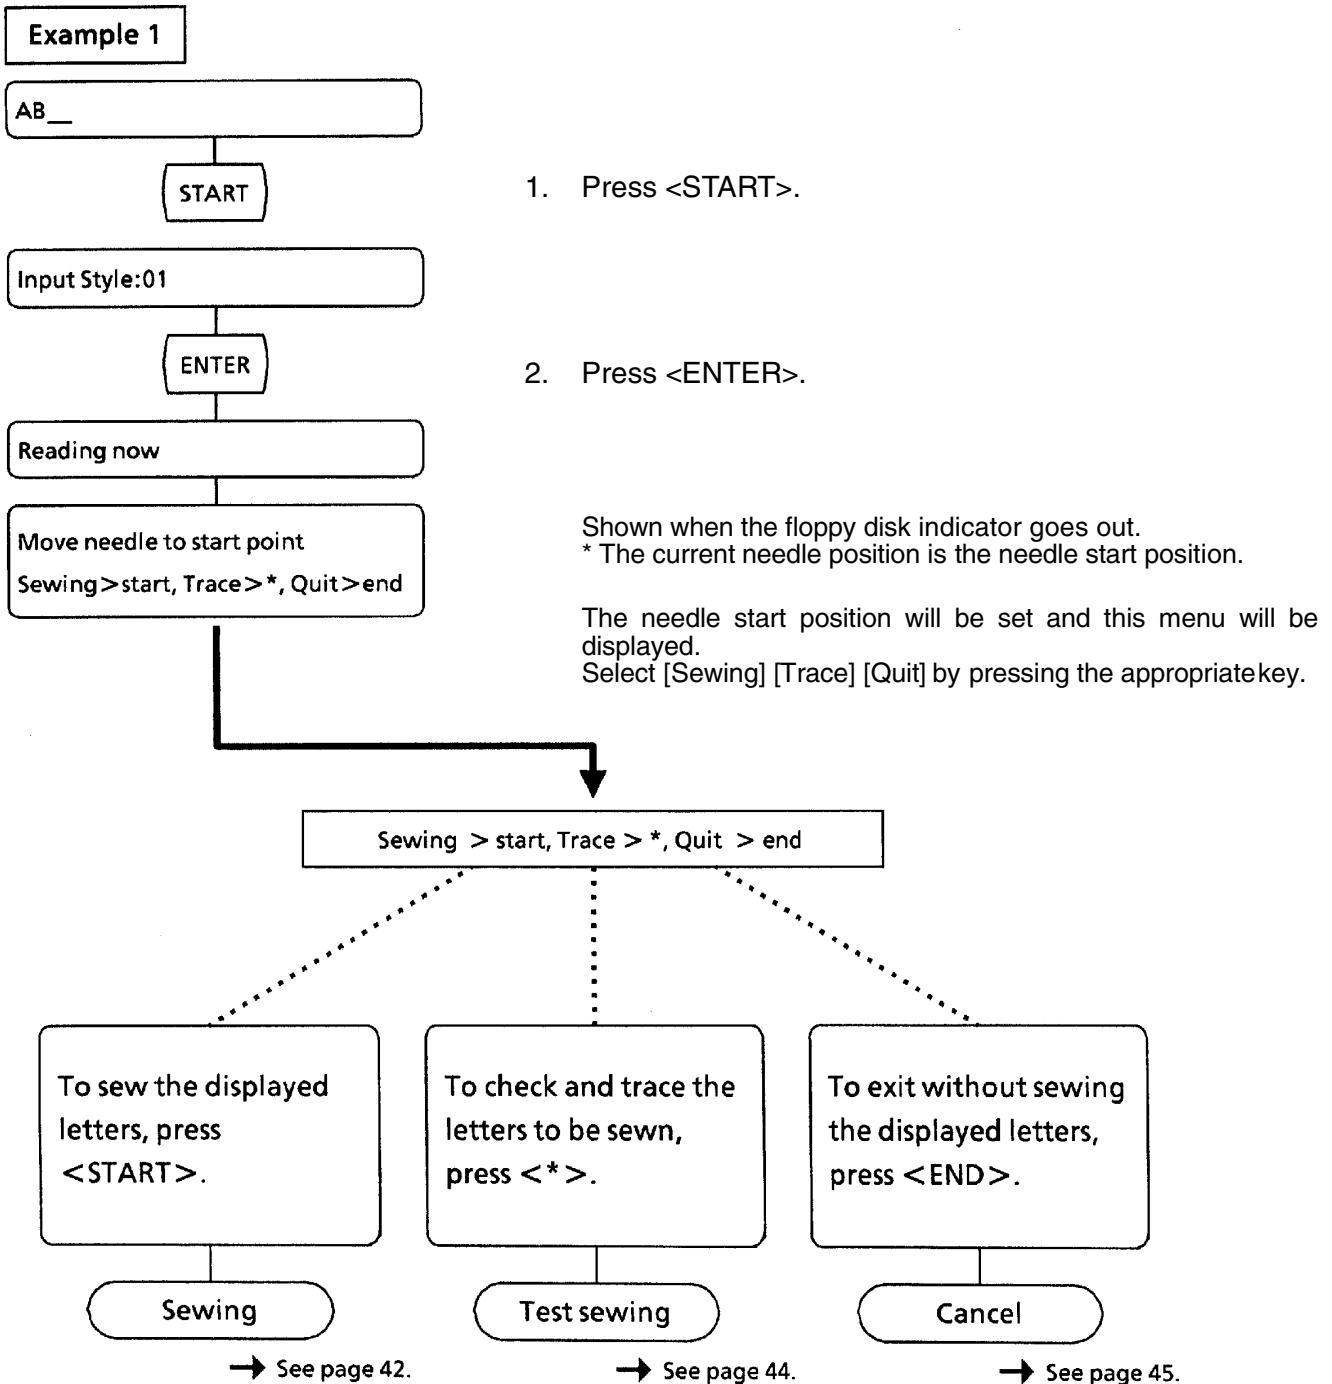 Example 1
AB__
START
1. Press <START>.
Input Style:01
ENTER
2. Press <ENTER>.
Reading now
Move needle to start point
Sewing>start, Trace>*, Quit>end
Shown when the floppy disk indicator goes out.
* The current needle position is the needle start position.
The needle start position will be set and this menu will be
displayed.
Select [Sewing] [Trace] [Quit] by pressing the appropriate key.
Sewing > start, Trace > *, Quit > end
To sew the displayed
letters, press
<START>.
To check and trace the
letters to be sewn,
press <*>.
To exit without sewing
the displayed letters,
press <END>.
Sewing
Test sewing
Cancel
→ See page 42.
→ See page 44.
→ See page 45.